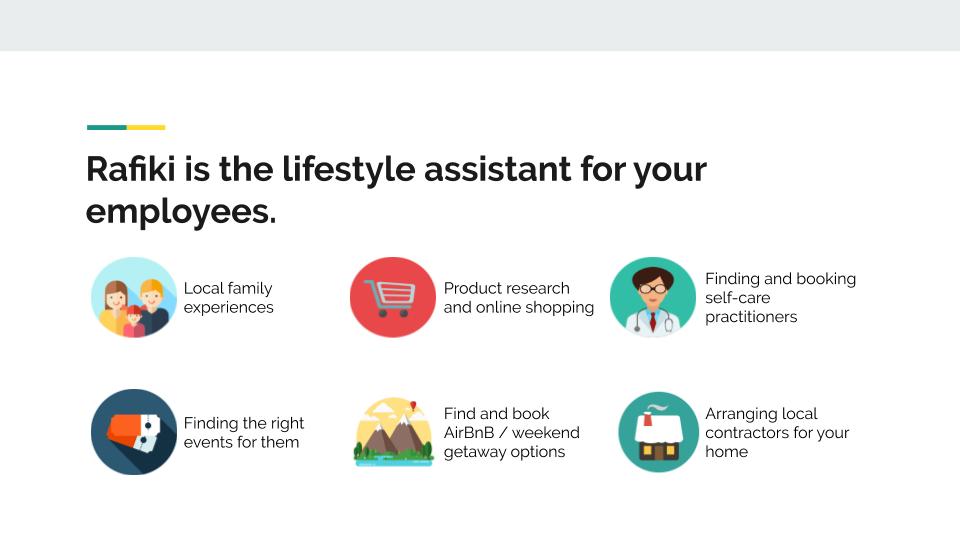 Rafiki is the lifestyle assistant for your
employees.
Local family
experiences
Product research
and online shopping
Finding and booking
self-care
practitioners
Finding the right
events for them
Find and book
AirBnB / weekend
getaway options
Arranging local
contractors for your
home